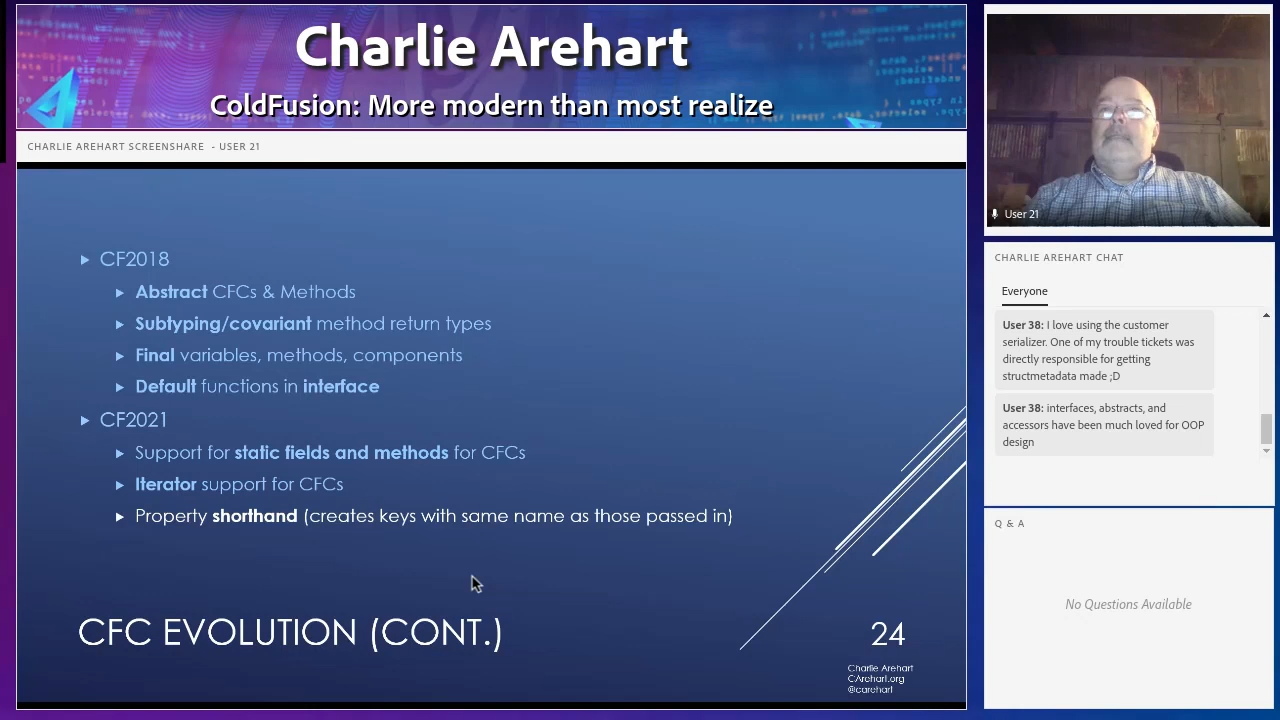 Charlie Arehart
ColdFusion: More modern than most realize
CHARLIE AREHART SCREENSHARE - USER 21
CF2018
Abstract CFCs & Methods
Subtyping/covariant method return types
Final variables, methods, components
Default functions in interface
CF2021
Support for static fields and methods for CFCs
Iterator support for CFCs
Property shorthand (creates keys with same name as those passed in)
CFC EVOLUTION (CONT.)
24
Charlie Arehart
CArehart.org
@carehart
User 21
CHARLIE AREHART CHAT
Everyone
User 38: I love using the customer
serializer. One of my trouble tickets was
directly responsible for getting
structmetadata made ;D
User 38: interfaces, abstracts, and
accessors have been much loved for OOP
design
Q & A
No Questions Available